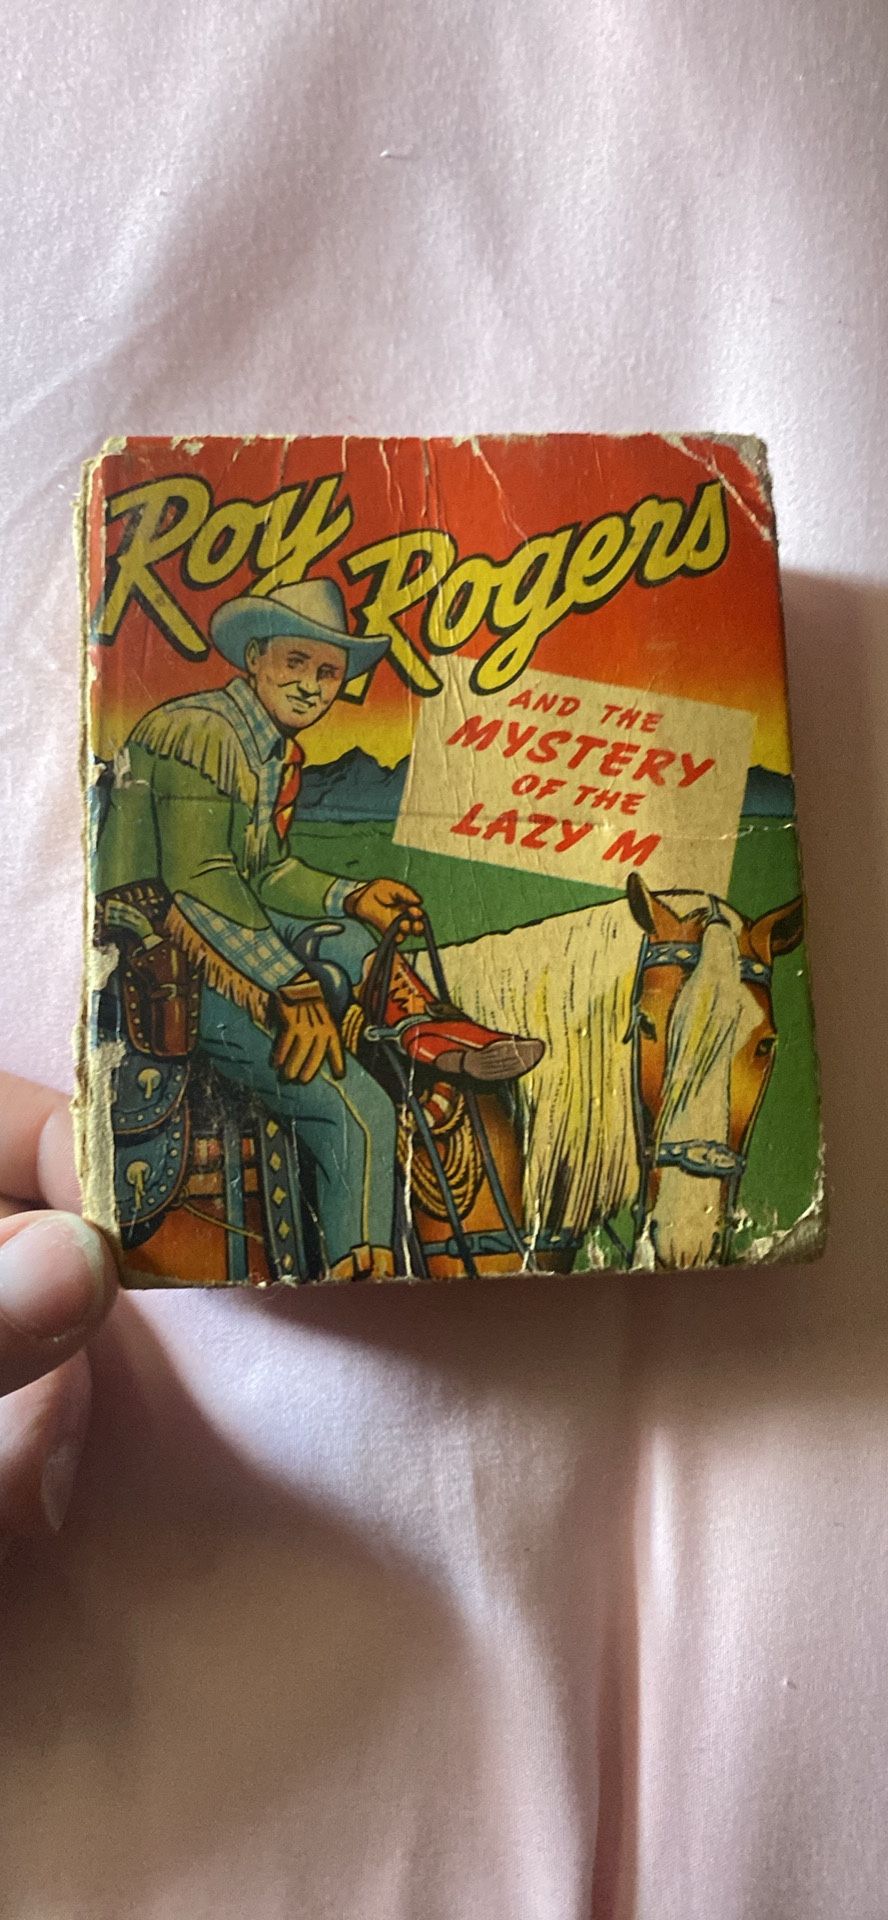 Roy Rogers
AND THE
MYSTERY
OF THE
LAZY M